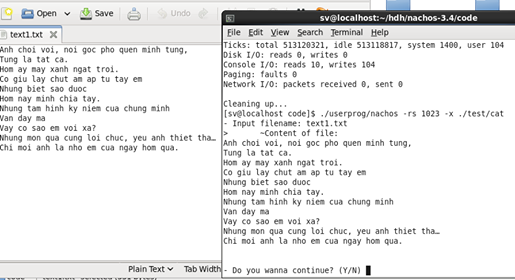 Open
Save
Undo
text1.txt
Anh choi voi, noi goc pho quen minh tung,
Tung la tat ca.
Hom ay may xanh ngat troi.
Co giu lay chut am ap tu tay em
Nhung biet sao duoc
Hom nay minh chia tay.
Nhung tam hinh ky niem cua chung minh
Van day ma
Vay co sao em voi xa?
Nhung mon qua cung loi chuc, yeu anh thiet tha…
Chi moi anh la nho em cua ngay hom qua.
Plain Text
Tab Width
sv@localhost:~/hdh/nachos-3.4/code
File Edit View Search Terminal Help
Ticks: total 513120321, idle 513118817, system 1400, user 104
Disk I/O: reads 0, writes 0
Console I/O: reads 10, writes 104
Paging: faults 0
Network I/O: packets received 0, sent 0
Cleaning up...
[sv@localhost code]$ ./userprog/nachos -rs 1023 -x ./test/cat
- Input filename: text1.txt
> ~Content of file:
Anh choi voi, noi goc pho quen minh tung,
Tung la tat ca.
Hom ay may xanh ngat troi.
Co giu lay chut am ap tu tay em
Nhung biet sao duoc
Hom nay minh chia tay.
Nhung tam hinh ky niem cua chung minh
Van day ma
Vay co sao em voi xa?
Nhung mon qua cung loi chuc, yeu anh thiet tha…
Chi moi anh la nho em cua ngay hom qua.
- Do you wanna continue? (Y/N)